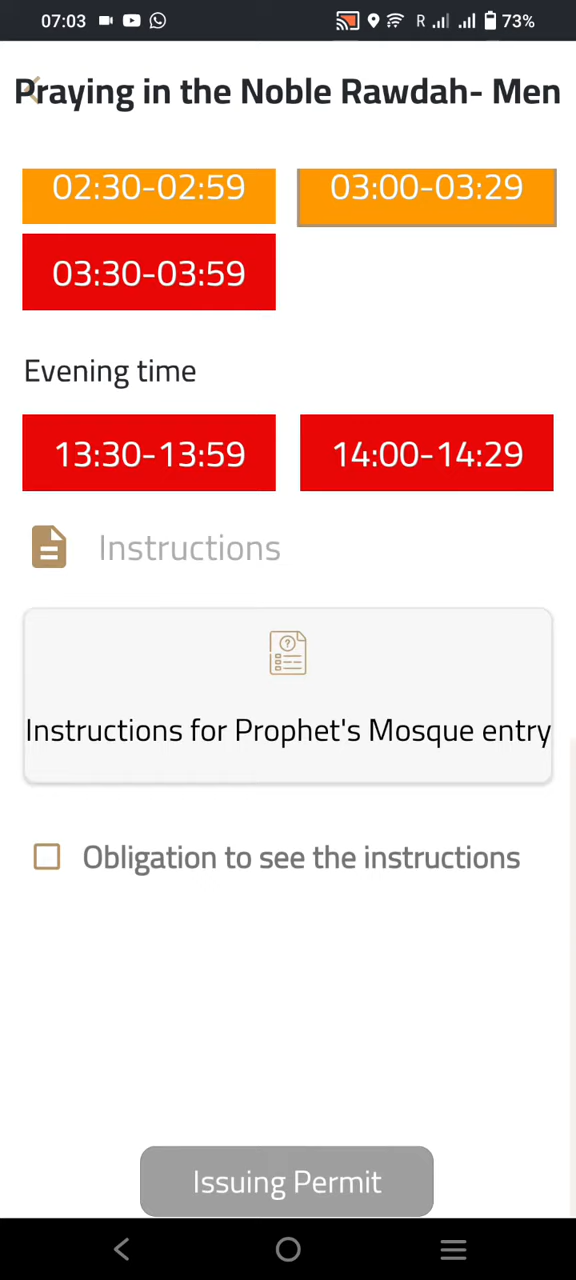 07:03 R 73%
Praying in the Noble Rawdah- Men
02:30-02:59 03:00-03:29
03:30-03:59
Evening time
13:30-13:59 14:00-14:29
Instructions
Instructions for Prophet's Mosque entry
Obligation to see the instructions
Issuing Permit